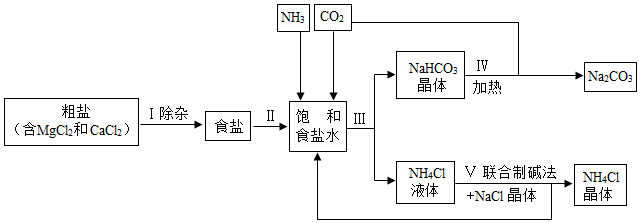 NH3
CO2
NaHCO3
晶体
Ⅳ
加热
Na2CO3
粗盐
（含MgCl2和CaCl2）
Ⅰ除杂
食盐
Ⅱ
饱 和
食盐水
Ⅲ
NH4Cl
液体
Ⅴ 联合制碱法
+NaCl 晶体
NH4Cl
晶体